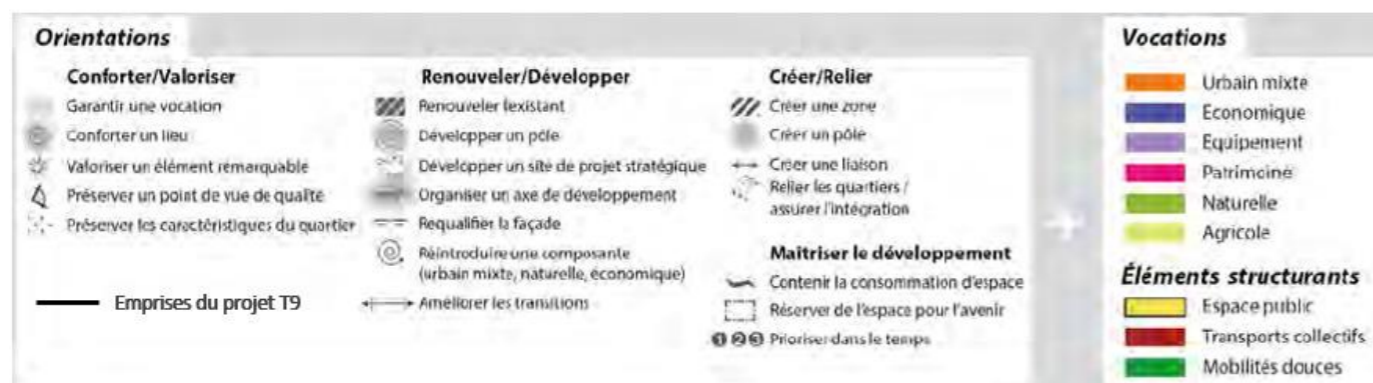 Orientations
Conforter/Valoriser
Garantir une vocation
Conforter un lieu
Valoriser un élément remarquable
Préserver un point de vue de qualité
Préserver les caractéristiques du quartier
Emprises du projet T9
Renouveler/Développer
Renouveler lexistant
Développer un pôle
Développer un site de projet stratégique
Organiser un axe de développement
Requalifier la façade
Réintroduire une composante
(urbain mixte, naturelle, économique)
Améliorer les transitions
Créer/Relier
Créer une zone
Créer un pôle
Créer une liaison
Relier les quartiers /
assurer l'intégration
Maîtriser le développement
Contenir la consommation d'espace
Réserver de l'espace pour l'avenir
1 2 3 Prioriser dans le temps
Vocations
Urbain mixte
Economique
Equipement
Patrimoine
Naturelle
Agricole
Éléments structurants
Espace public
Transports collectifs
Mobilités douces